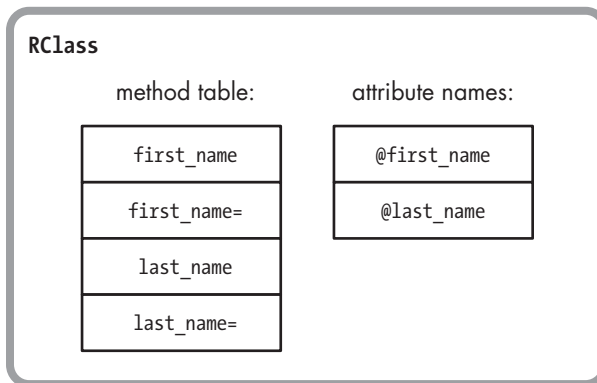 RClass
method table:
attribute names:
first_name
@first_name
first_name=
@last_name
last_name
last_name=